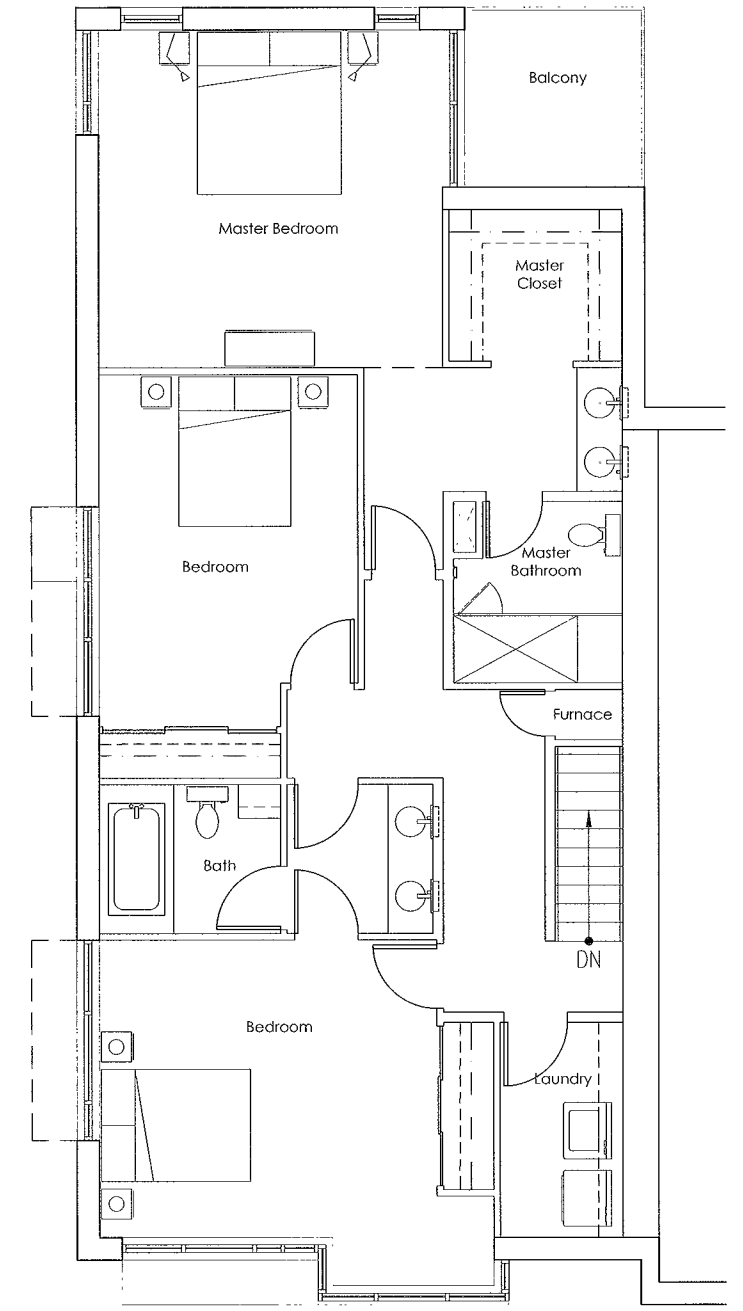 Balcony
Master Bedroom
Master
Closet
Bedroom
Master
Bathroom
Furnace
Bath
DN
Bedroom
Laundry